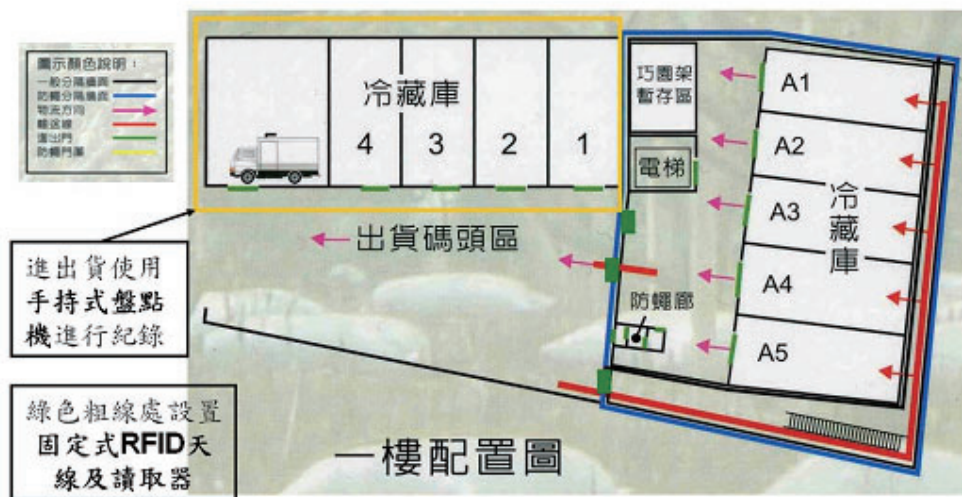 圖示顏色說明：
一般分隔牆面
防蠅分隔牆面
物流方向
輸送線
進出門
防蠅門簾
冷藏庫
4
3
2
1
巧固架
暫存區
電梯
A1
A2
A3
A4
A5
冷藏庫
出貨碼頭區
防蠅廊
進出貨使用
手持式盤點
機進行紀錄
綠色粗線處設置
固定式RFID天
線及讀取器
一樓配置圖